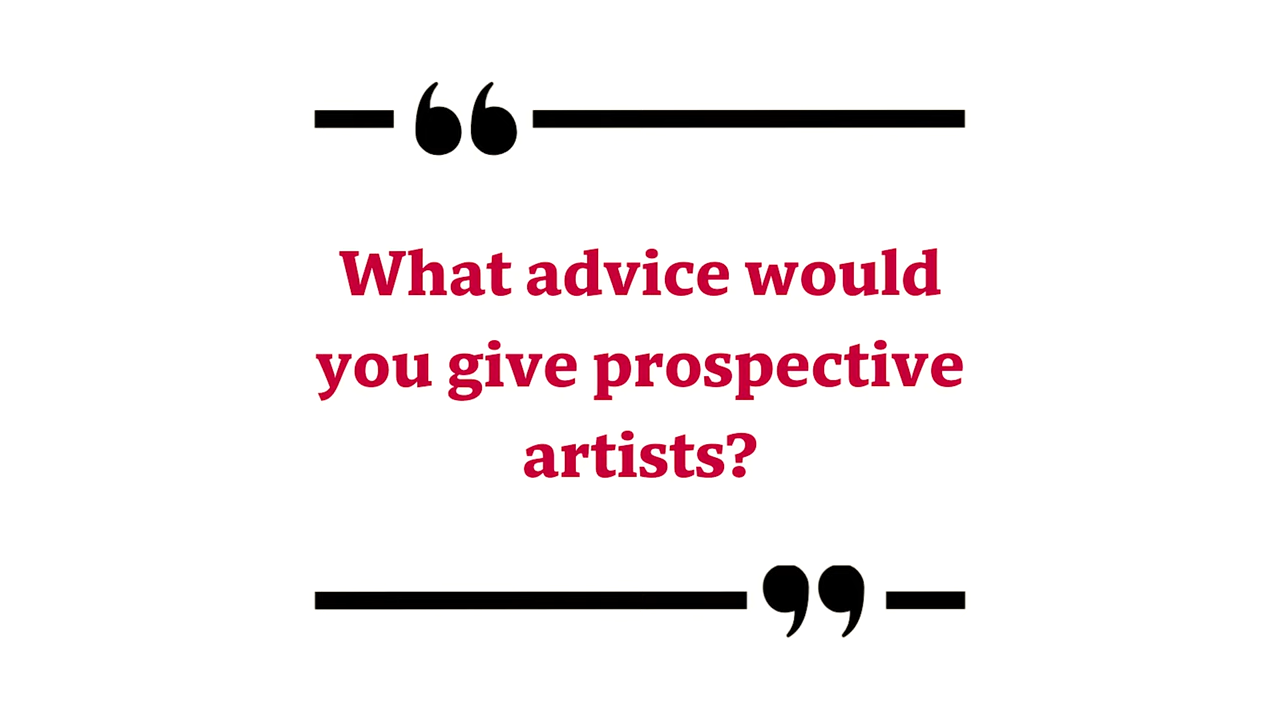 “
What advice would
you give prospective
artists?
”